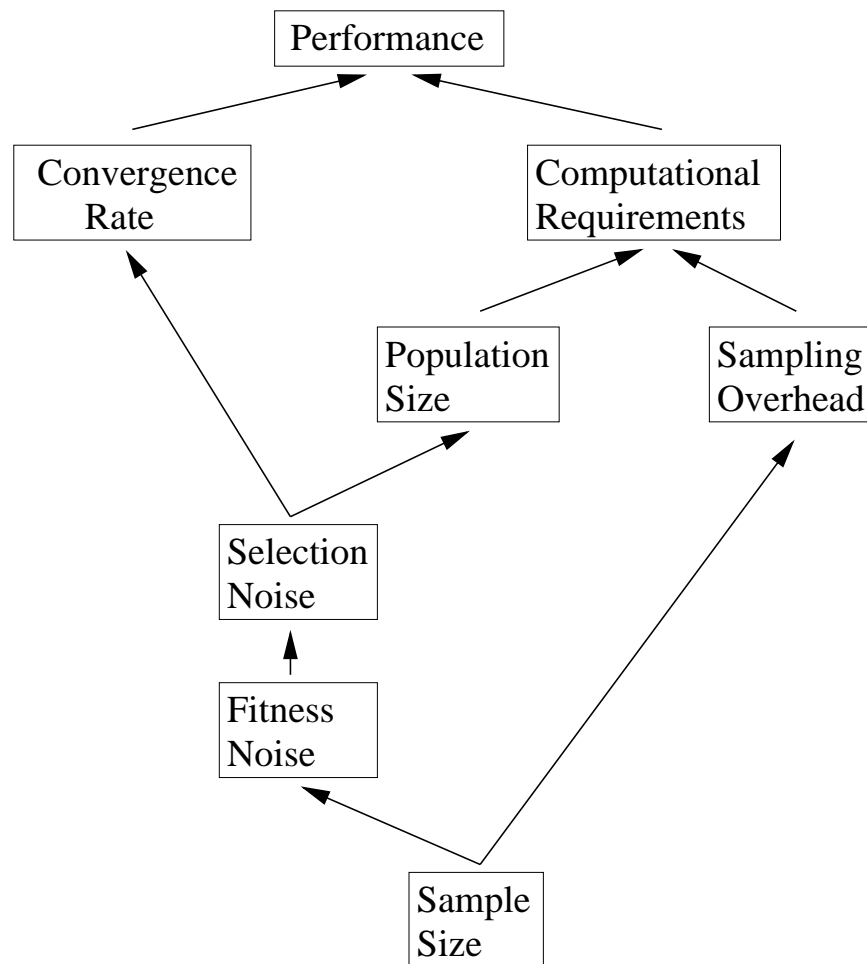 Performance
Convergence
Rate
Computational
Requirements
Population
Size
Sampling
Overhead
Selection
Noise
Fitness
Noise
Sample
Size